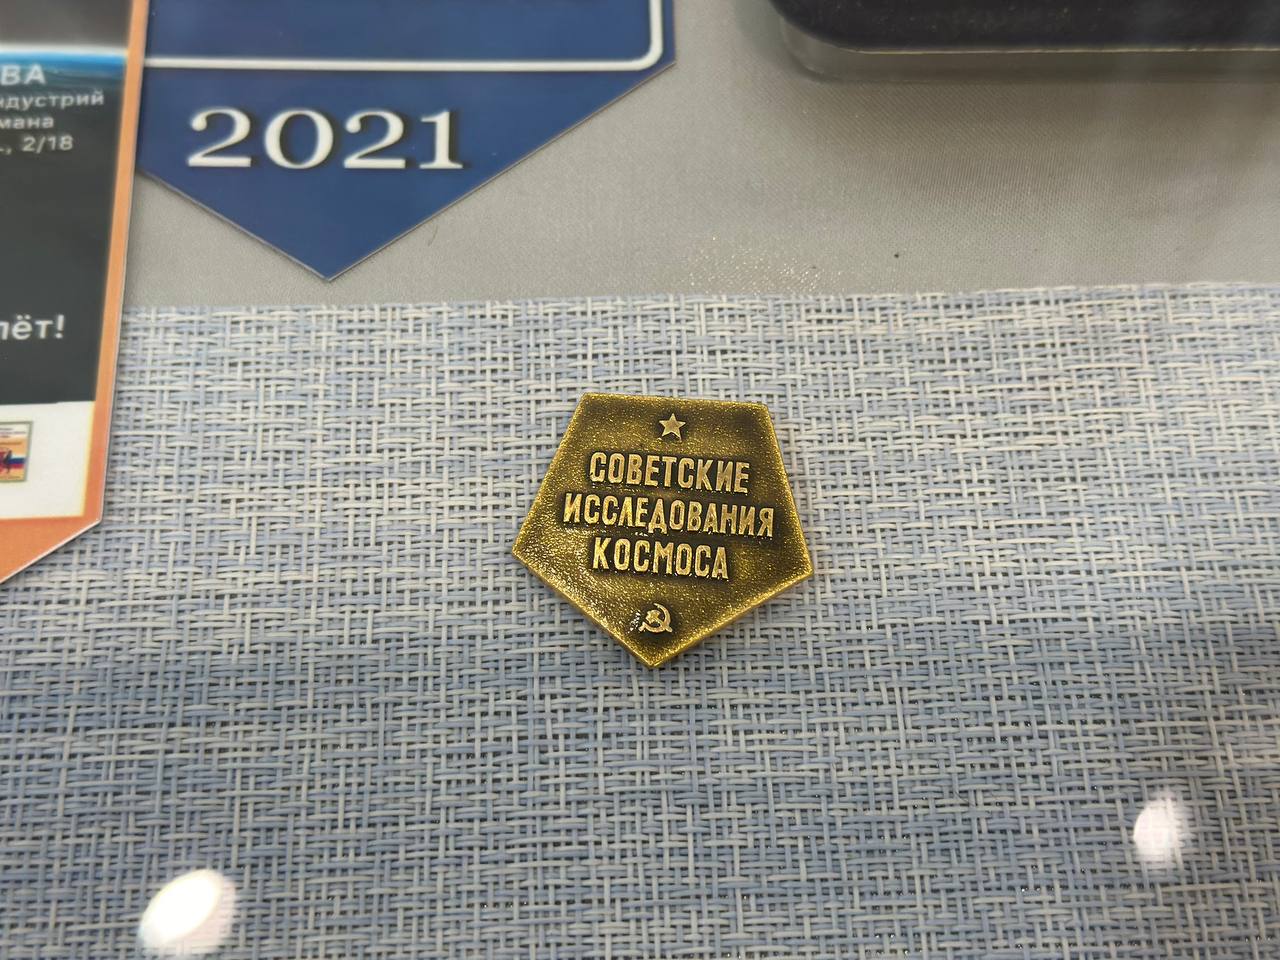 ВА
ндустрий
мана
., 2/18
2021
лёт!
СОВЕТСКИЕ
ИССЛЕДОВАНИЯ
КОСМОСА